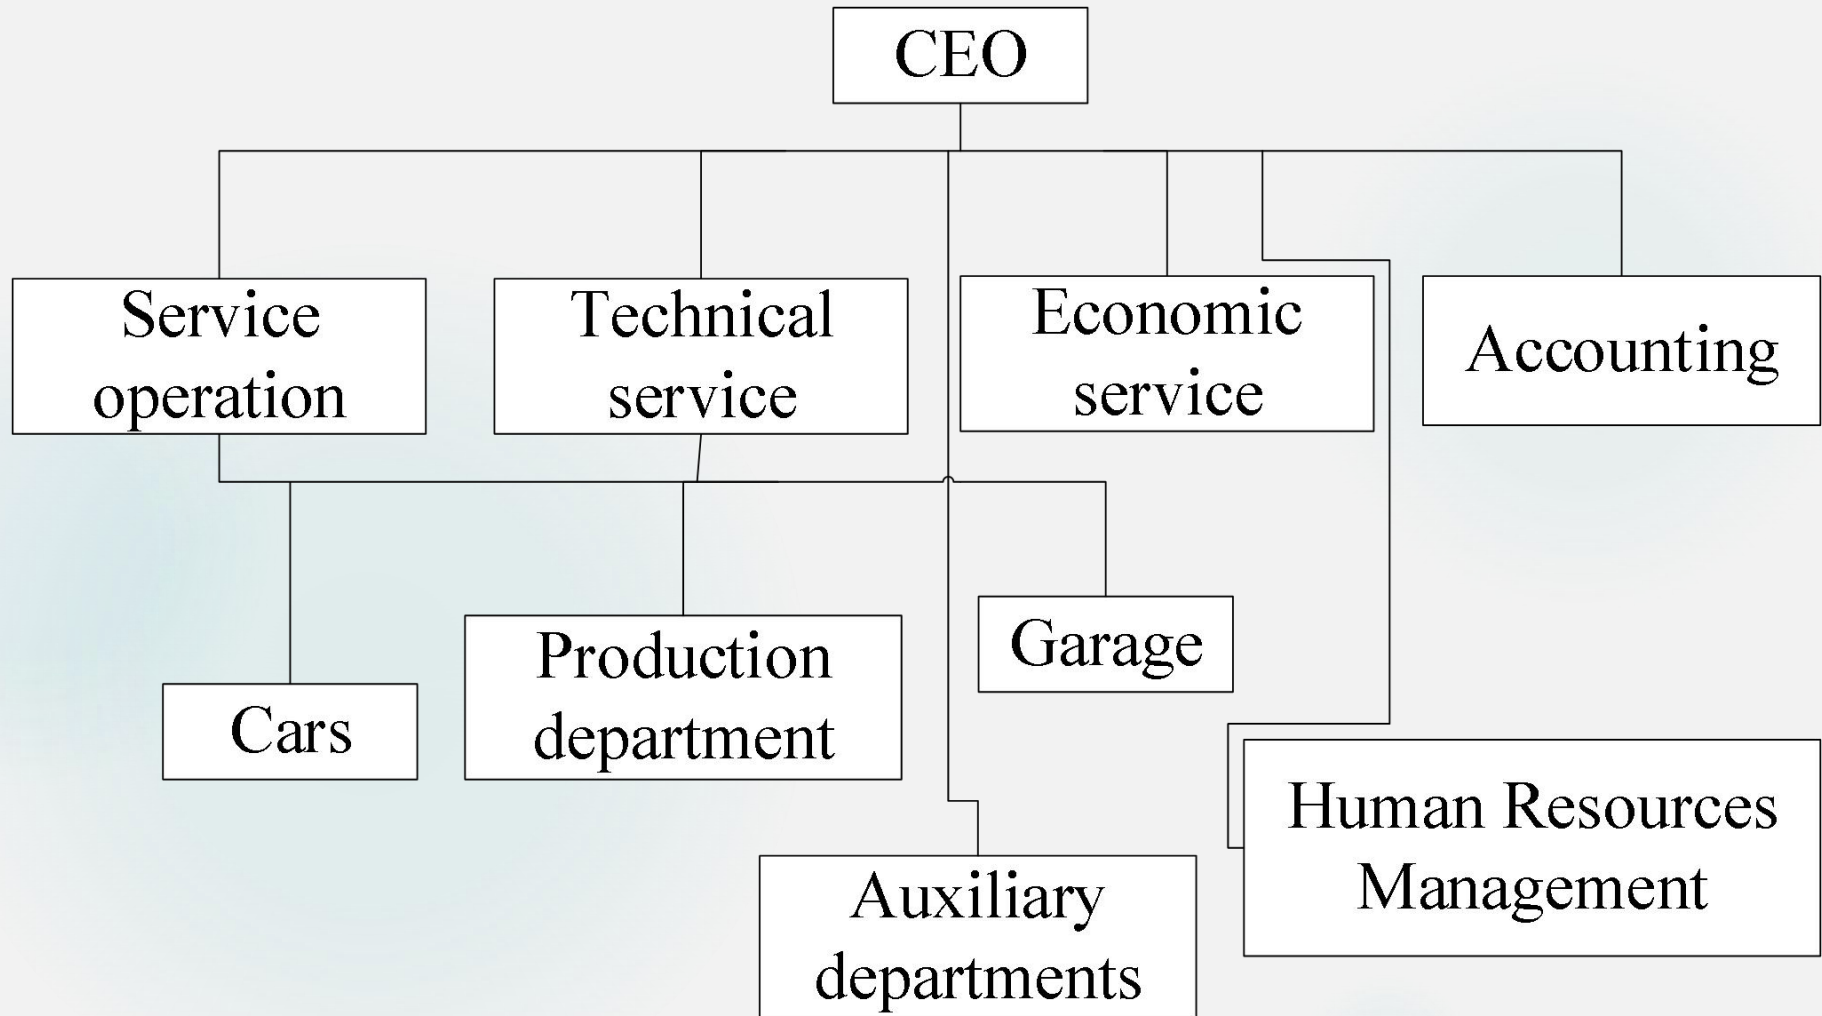 CEO
Service
operation
Technical
service
Economic
service
Accounting
Cars
Production
department
Garage
Auxiliary
departments
Human Resources
Management